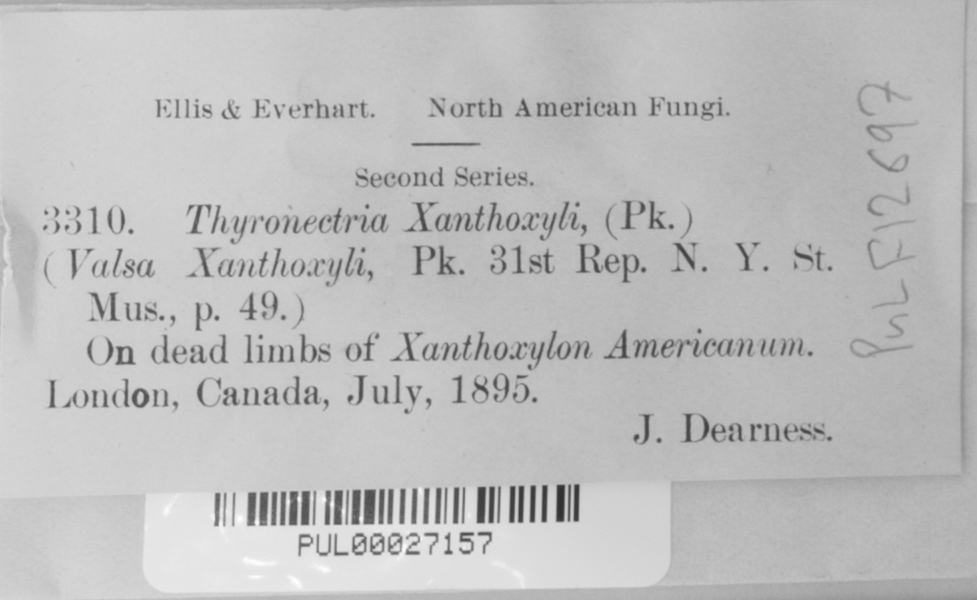 Ellis & Everhart. North American Fungi.
Second Series.
3310. Thyronectria Xanthoxyli, (Pk.)
(Valsa Xanthoxyli, Pk. 31st Rep. N. Y. St.
Mus., p. 49.)
On dead limbs of Xanthoxylon Americanum.
London, Canada, July, 1895.
J. Dearness.
PUL F12697
PUL00027157